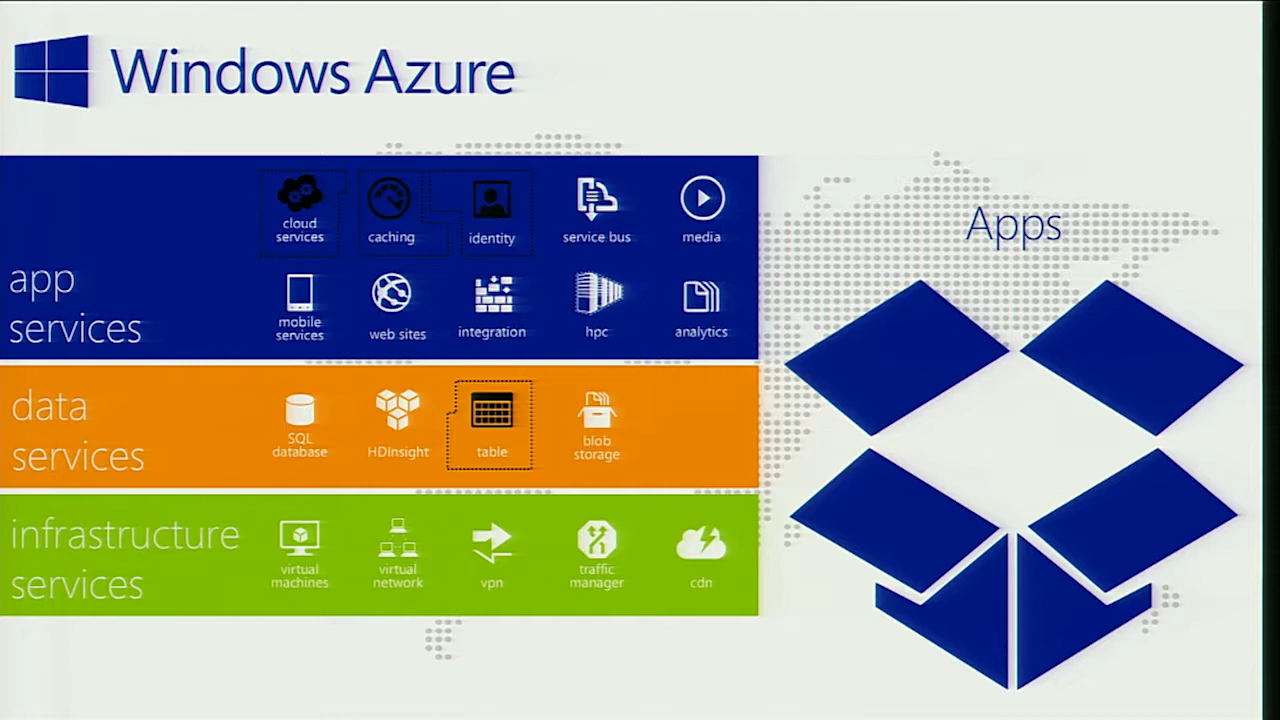 Windows Azure
Apps
app
services
cloud
services
caching
identity
service bus
media
mobile
services
web sites
integration
hpc
analytics
data
services
SQL
database
HDInsight
table
blob
storage
infrastructure
services
virtual
machines
virtual
network
vpn
traffic
manager
cdn